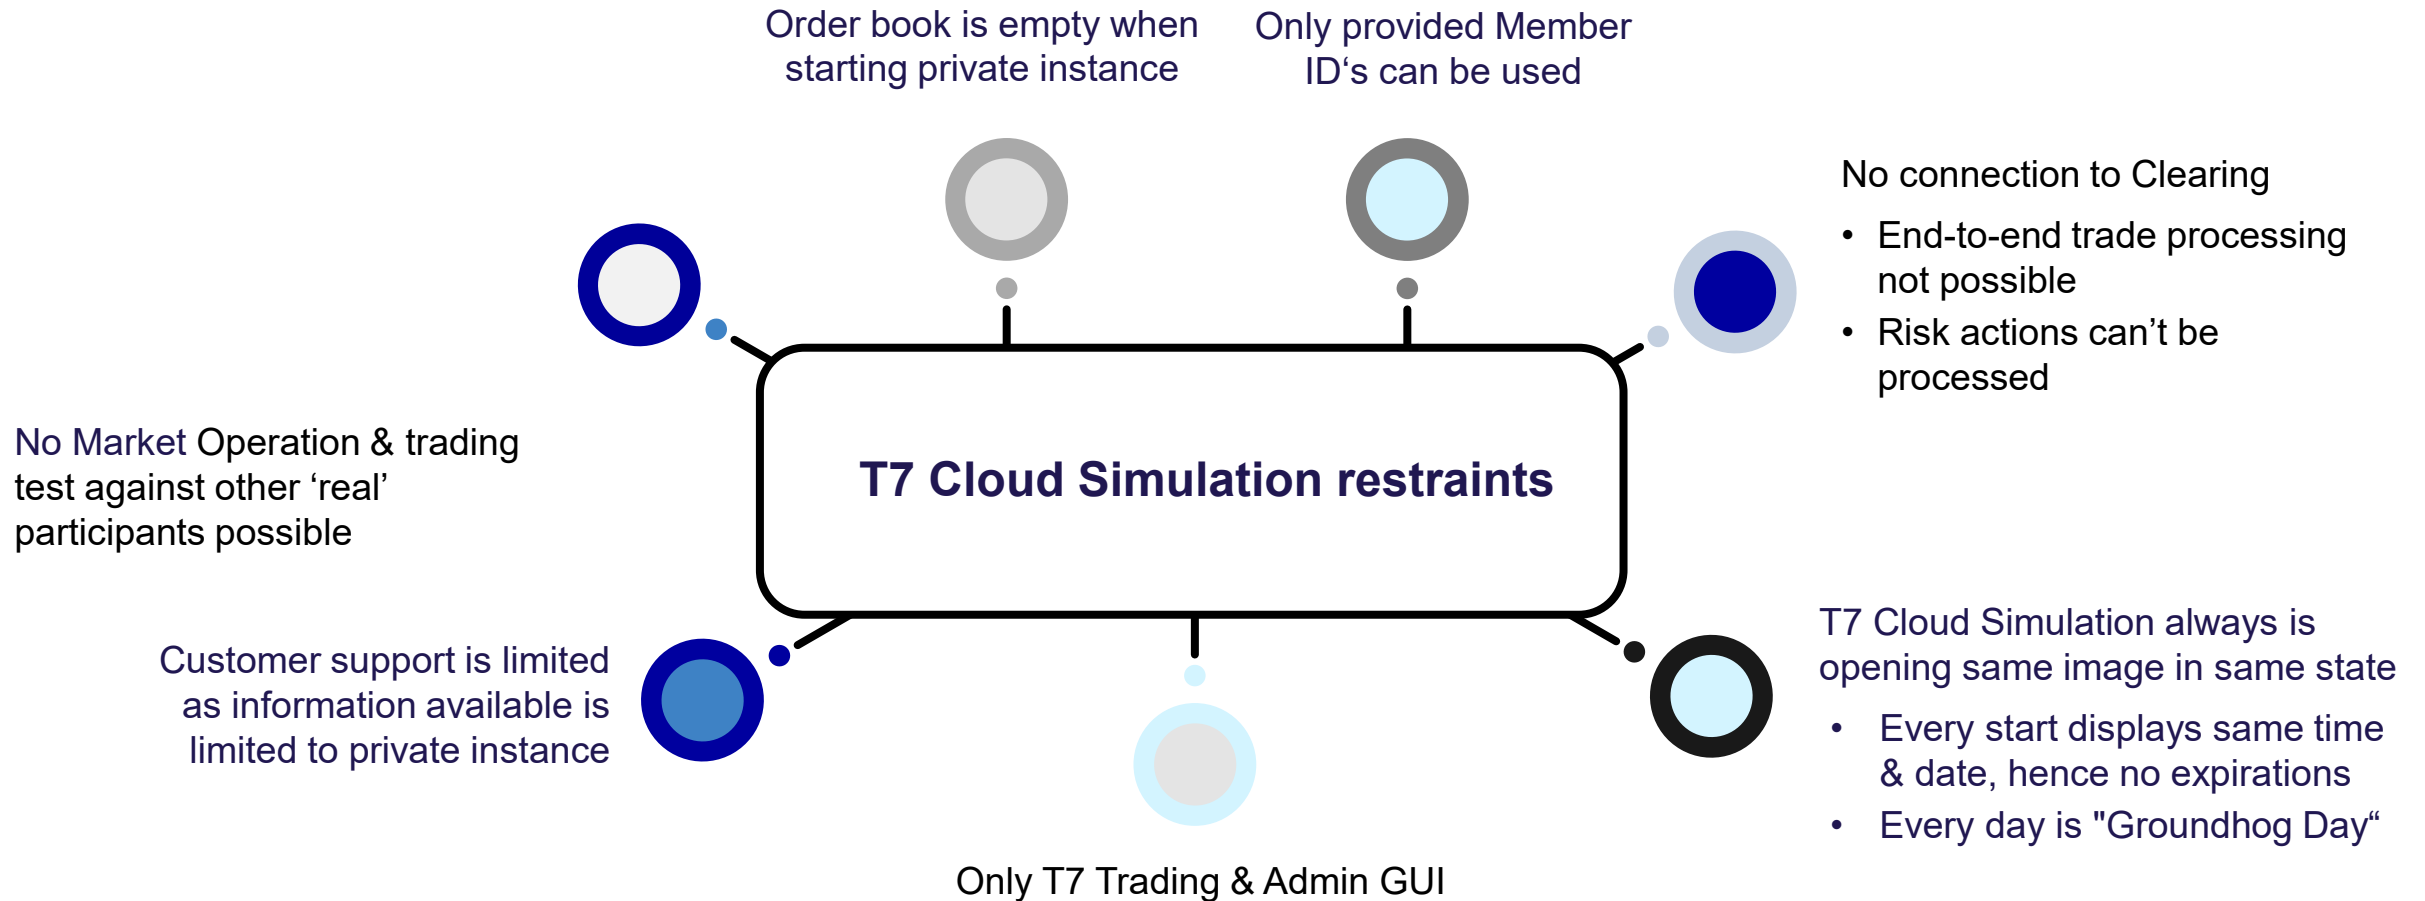 Order book is empty when
starting private instance
Only provided Member
ID‘s can be used
No connection to Clearing
• End-to-end trade processing
not possible
• Risk actions can’t be
processed
No Market Operation & trading
test against other ‘real’
participants possible
T7 Cloud Simulation restraints
Customer support is limited
as information available is
limited to private instance
T7 Cloud Simulation always is
opening same image in same state
• Every start displays same time
& date, hence no expirations
• Every day is "Groundhog Day“
Only T7 Trading & Admin GUI